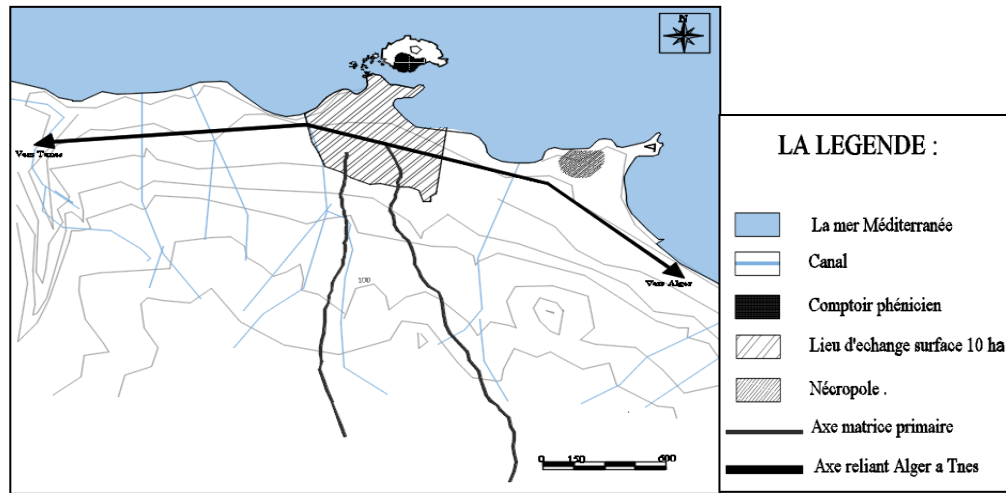 N
Vers Tenes
Vers Alger
100
0 150 600
LA LEGENDE :
La mer Méditerranée
Canal
Comptoir phénicien
Lieu d'echange surface 10 ha
Nécropole .
Axe matrice primaire
Axe reliant Alger a Tnes